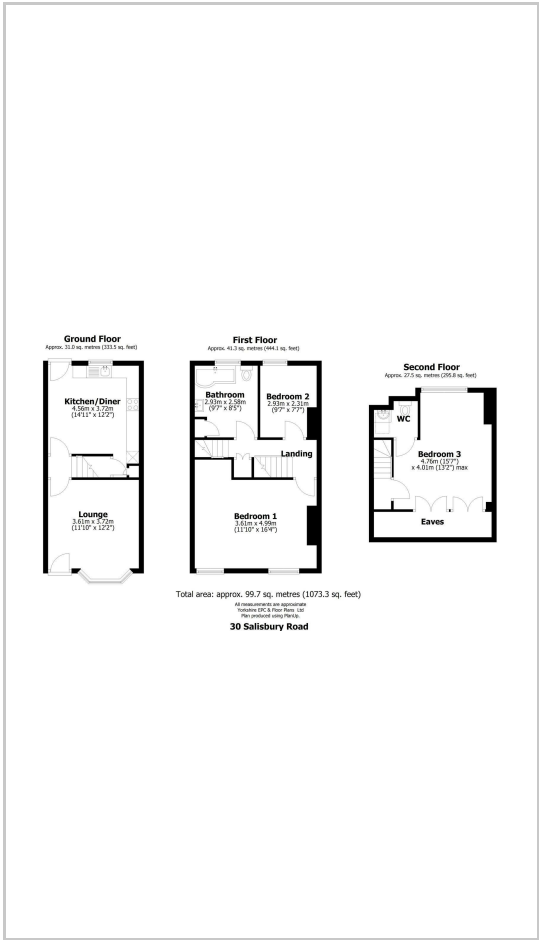 Ground Floor
Approx. 31.0 sq. metres (333.5 sq. feet)
Kitchen/Diner
4.56m x 3.72m
(14'11" x 12'2")
Lounge
3.61m x 3.72m
(11'10" x 12'2")
First Floor
Approx. 41.3 sq. metres (444.1 sq. feet)
Bathroom
2.93m x 2.58m
(9'7" x 8'5")
Bedroom 2
2.93m x 2.31m
(9'7" x 7'7")
Landing
Bedroom 1
3.61m x 4.99m
(11'10" x 16'4")
Second Floor
Approx. 27.5 sq. metres (295.8 sq. feet)
WC
Bedroom 3
4.76m (15'7")
x 4.01m (13'2") max
Eaves
Total area: approx. 99.7 sq. metres (1073.3 sq. feet)
All measurements are approximate
Yorkshire EPC & Floor Plans Ltd
Plan produced using PlanUp.
30 Salisbury Road